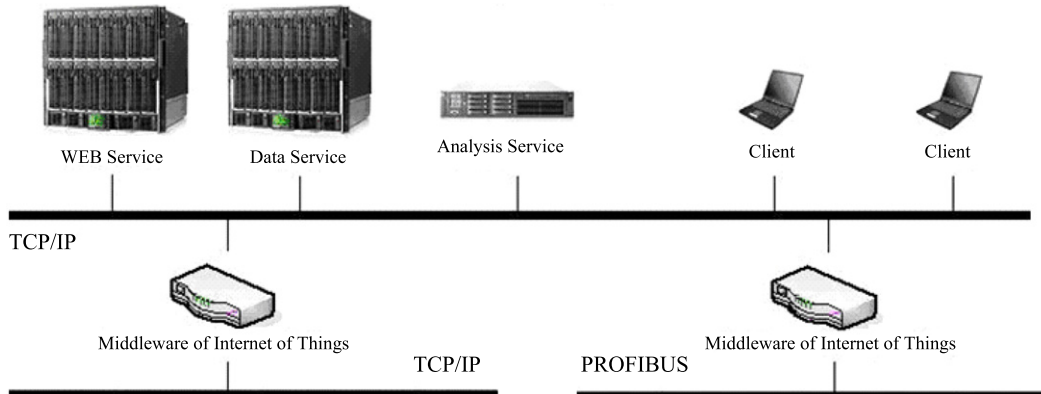 WEB Service
Data Service
Analysis Service
Client
Client
TCP/IP
Middleware of Internet of Things
Middleware of Internet of Things
TCP/IP
PROFIBUS